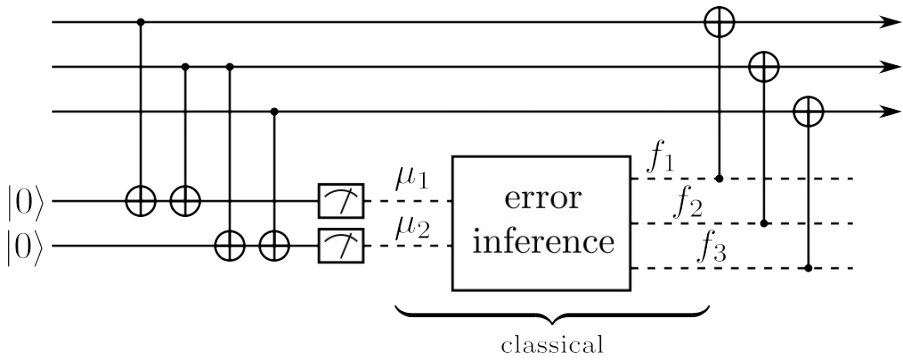 |0⟩
|0⟩
μ₁
μ₂
error
inference
f₁
f₂
f₃
classical